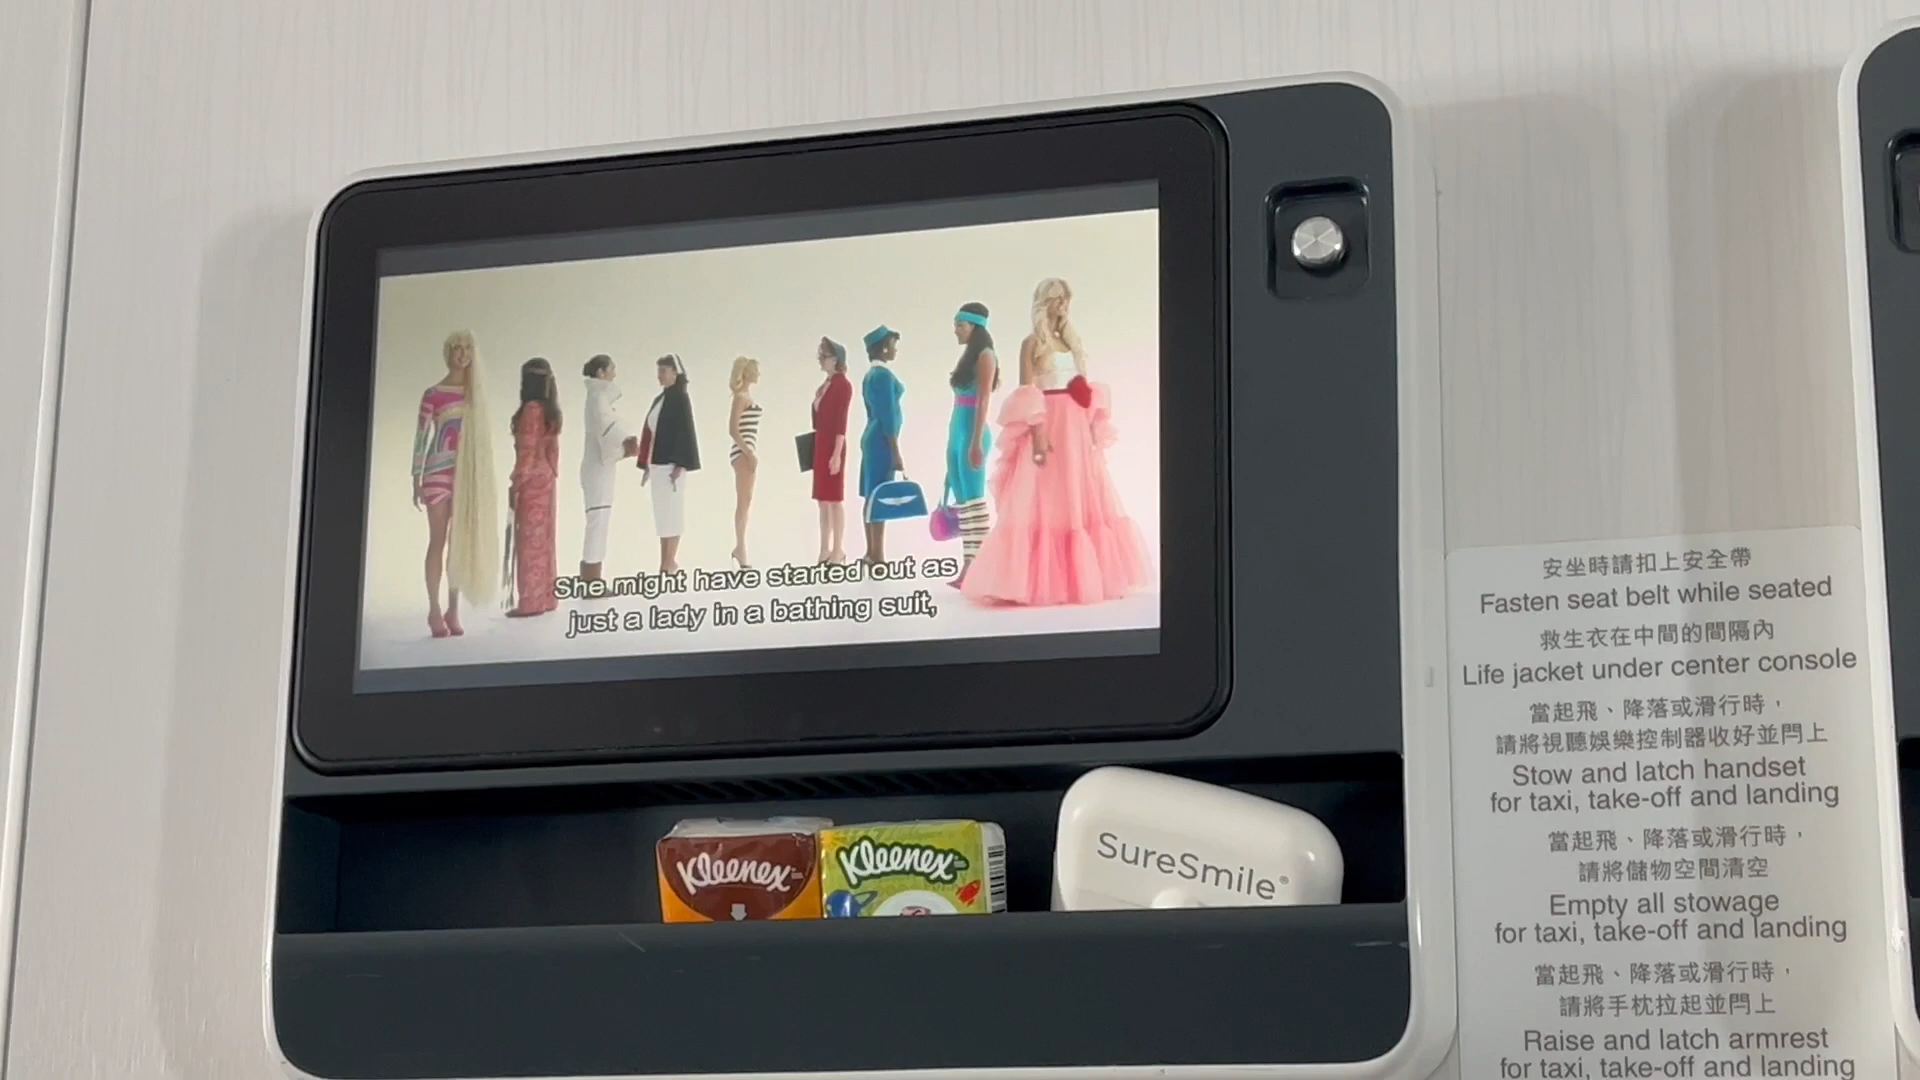 She might have started out as
just a lady in a bathing suit,
Kleenex
Kleenex
SureSmile®
安坐時請扣上安全帶
Fasten seat belt while seated
救生衣在中間的間隔內
Life jacket under center console
當起飛、降落或滑行時，
請將視聽娛樂控制器收好並閂上
Stow and latch handset
for taxi, take-off and landing
當起飛、降落或滑行時，
請將儲物空間清空
Empty all stowage
for taxi, take-off and landing
當起飛、降落或滑行時，
請將手枕拉起並閂上
Raise and latch armrest
for taxi, take-off and landing